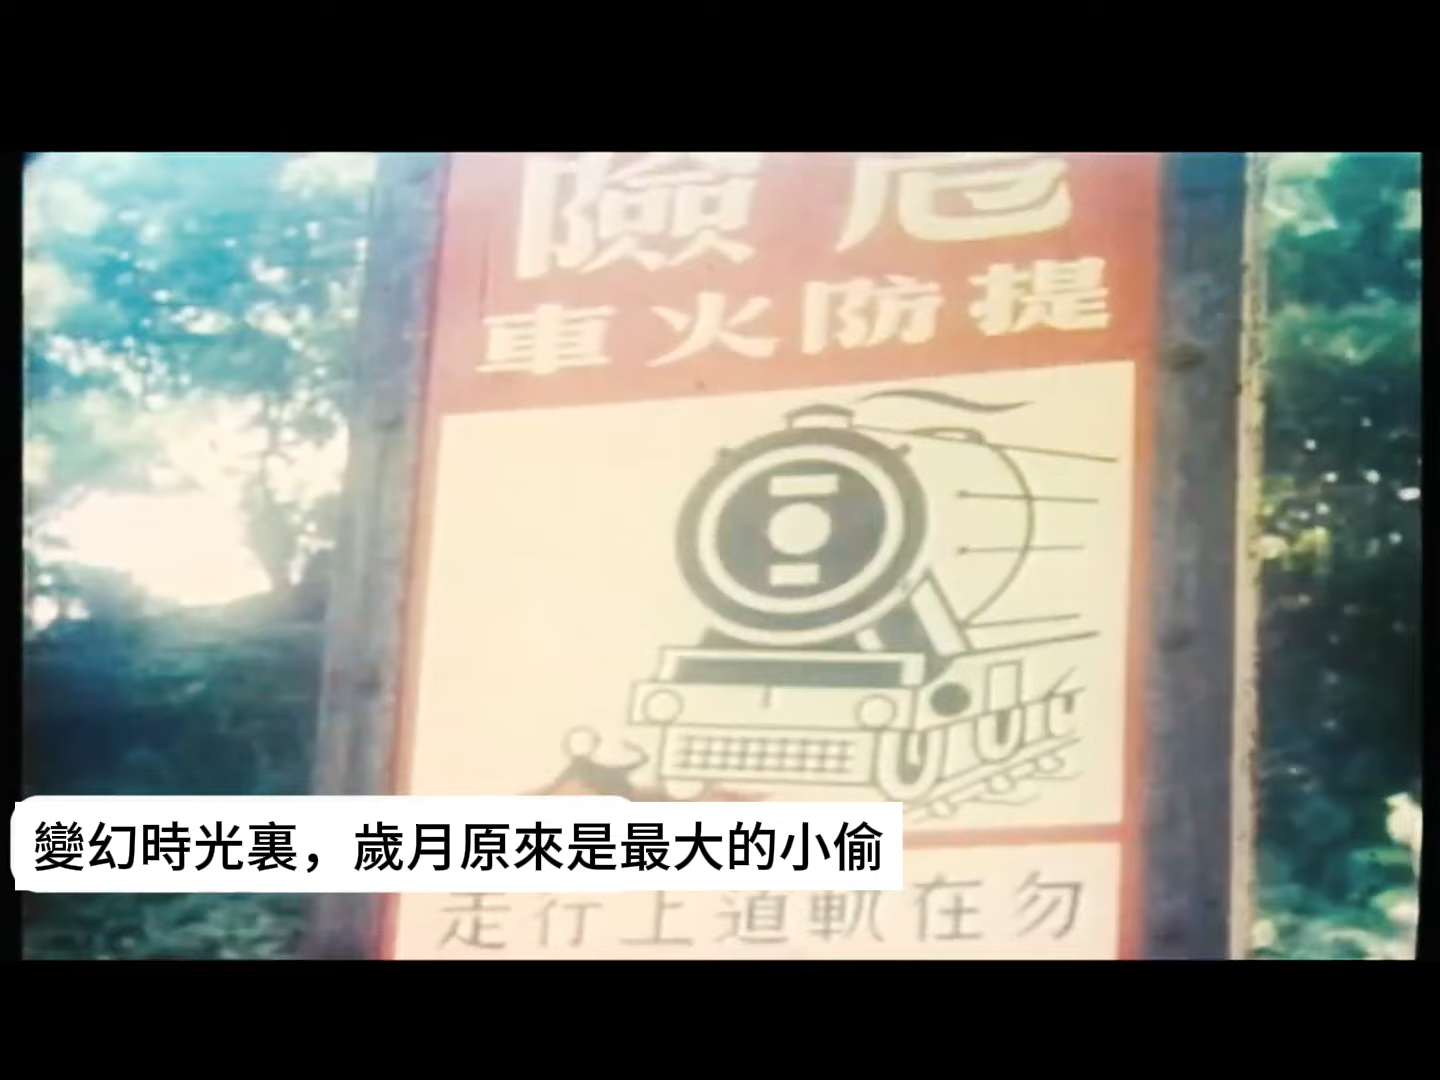 危險
提防火車
變幻時光裏，歲月原來是最大的小偷
勿在軌道上行走